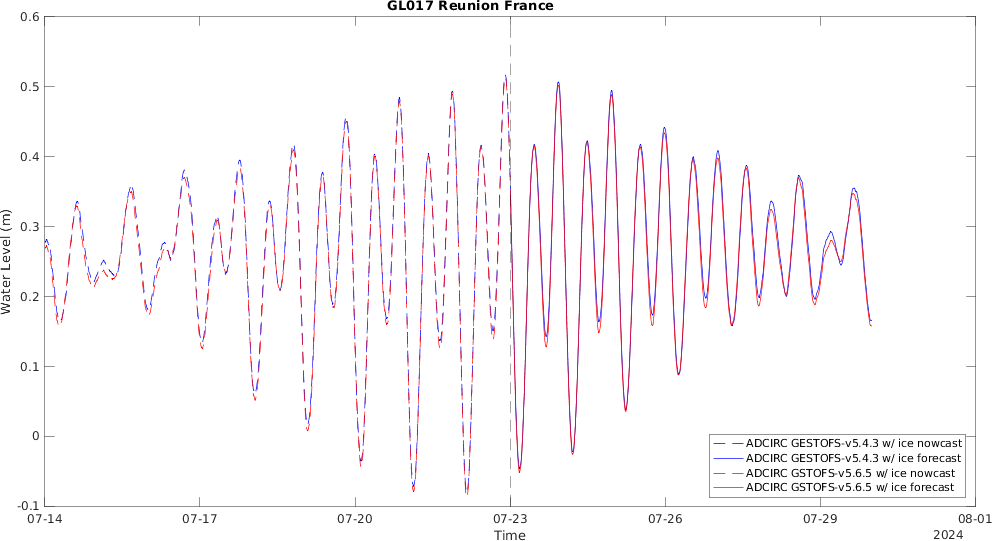 GL017 Reunion France
0.6
0.5
0.4
0.3
0.2
0.1
0
-0.1
Water Level (m)
ADCIRC GESTOFS-v5.4.3 w/ ice nowcast
ADCIRC GESTOFS-v5.4.3 w/ ice forecast
ADCIRC GSTOFS-v5.6.5 w/ ice nowcast
ADCIRC GSTOFS-v5.6.5 w/ ice forecast
07-14 07-17 07-20 07-23 07-26 07-29 08-01
Time
2024